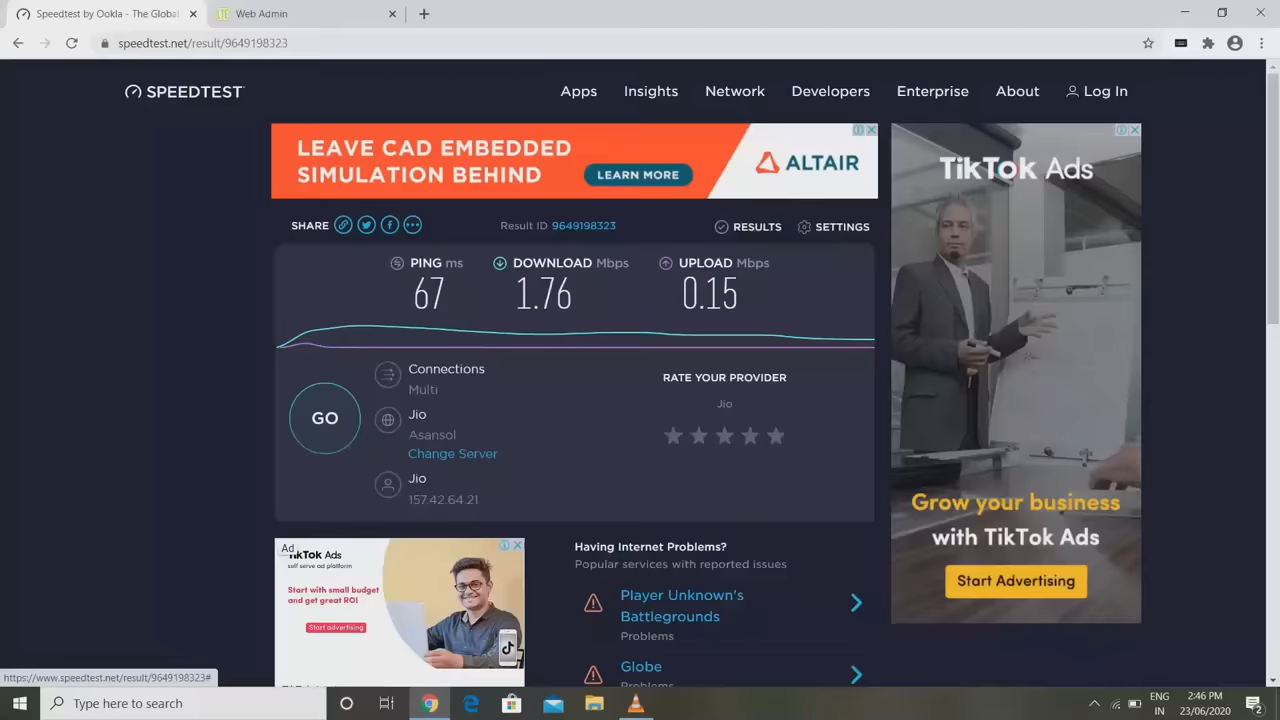 Speedtest by Ookla - The Global
Web Admin
speedtest.net/result/9649198323
SPEEDTEST
Apps
Insights
Network
Developers
Enterprise
About
Log In
LEAVE CAD EMBEDDED
SIMULATION BEHIND
LEARN MORE
ALTAIR
TikTok Ads
SHARE
Result ID 9649198323
RESULTS
SETTINGS
PING ms
DOWNLOAD Mbps
UPLOAD Mbps
67
1.76
0.15
GO
Connections
Multi
Jio
Asansol
Change Server
Jio
157.42.64.21
RATE YOUR PROVIDER
Jio
Grow your business
with TikTok Ads
Start Advertising
Ad
TikTok Ads
self serve ad platform
Start with small budget
and get great ROI
Start advertising
Having Internet Problems?
Popular services with reported issues
Player Unknown's
Battlegrounds
Problems
Globe
Problems
https://www.speedtest.net/result/9649198323#
Type here to search
ENG
IN
2:46 PM
23/06/2020
2